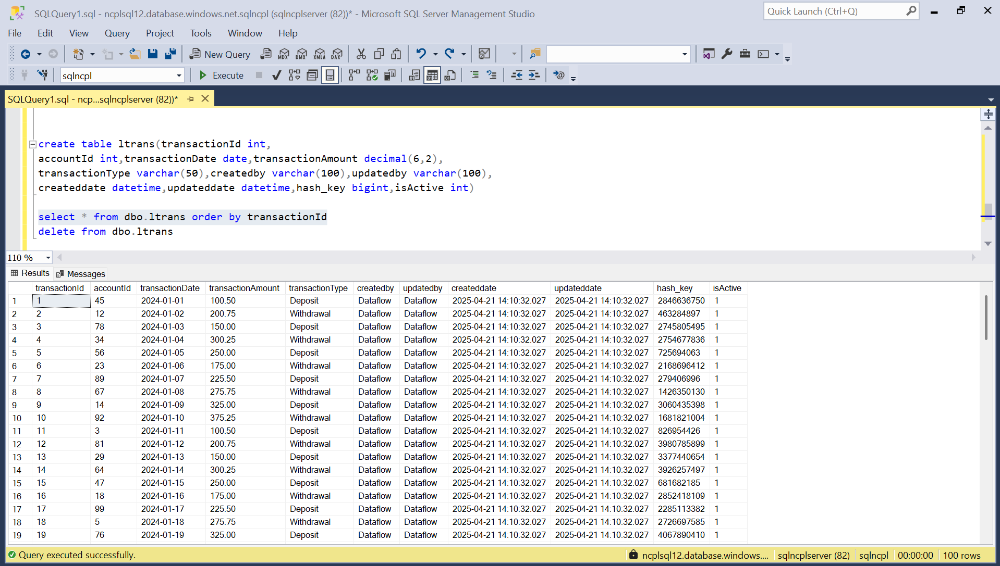 SQLQuery1.sql - ncplsql12.database.windows.net.sqlncpl (sqlncplserver (82))* - Microsoft SQL Server Management Studio
Quick Launch (Ctrl+Q)
File Edit View Query Project Tools Window Help
New Query MDX DMX XMLA DAX
sqlncpl Execute
SQLQuery1.sql - ncp...sqlncplserver (82))*
create table ltrans(transactionId int,
accountId int,transactionDate date,transactionAmount decimal(6,2),
transactionType varchar(50),createdby varchar(100),updatedby varchar(100),
createddate datetime,updateddate datetime,hash_key bigint,isActive int)
select * from dbo.ltrans order by transactionId
delete from dbo.ltrans
110 %
Results Messages
transactionId accountId transactionDate transactionAmount transactionType createdby updatedby createddate updateddate hash_key isActive
1 1 45 2024-01-01 100.50 Deposit Dataflow Dataflow 2025-04-21 14:10:32.027 2025-04-21 14:10:32.027 2846636750 1
2 2 12 2024-01-02 200.75 Withdrawal Dataflow Dataflow 2025-04-21 14:10:32.027 2025-04-21 14:10:32.027 463284897 1
3 3 78 2024-01-03 150.00 Deposit Dataflow Dataflow 2025-04-21 14:10:32.027 2025-04-21 14:10:32.027 2745805495 1
4 4 34 2024-01-04 300.25 Withdrawal Dataflow Dataflow 2025-04-21 14:10:32.027 2025-04-21 14:10:32.027 2754677836 1
5 5 56 2024-01-05 250.00 Deposit Dataflow Dataflow 2025-04-21 14:10:32.027 2025-04-21 14:10:32.027 725694063 1
6 6 23 2024-01-06 175.00 Withdrawal Dataflow Dataflow 2025-04-21 14:10:32.027 2025-04-21 14:10:32.027 2168696412 1
7 7 89 2024-01-07 225.50 Deposit Dataflow Dataflow 2025-04-21 14:10:32.027 2025-04-21 14:10:32.027 279406996 1
8 8 67 2024-01-08 275.75 Withdrawal Dataflow Dataflow 2025-04-21 14:10:32.027 2025-04-21 14:10:32.027 1426350130 1
9 9 14 2024-01-09 325.00 Deposit Dataflow Dataflow 2025-04-21 14:10:32.027 2025-04-21 14:10:32.027 3060435398 1
10 10 92 2024-01-10 375.25 Withdrawal Dataflow Dataflow 2025-04-21 14:10:32.027 2025-04-21 14:10:32.027 1681821004 1
11 11 3 2024-01-11 100.50 Deposit Dataflow Dataflow 2025-04-21 14:10:32.027 2025-04-21 14:10:32.027 826954426 1
12 12 81 2024-01-12 200.75 Withdrawal Dataflow Dataflow 2025-04-21 14:10:32.027 2025-04-21 14:10:32.027 3980785899 1
13 13 29 2024-01-13 150.00 Deposit Dataflow Dataflow 2025-04-21 14:10:32.027 2025-04-21 14:10:32.027 3377440654 1
14 14 64 2024-01-14 300.25 Withdrawal Dataflow Dataflow 2025-04-21 14:10:32.027 2025-04-21 14:10:32.027 3926257497 1
15 15 47 2024-01-15 250.00 Deposit Dataflow Dataflow 2025-04-21 14:10:32.027 2025-04-21 14:10:32.027 681682185 1
16 16 18 2024-01-16 175.00 Withdrawal Dataflow Dataflow 2025-04-21 14:10:32.027 2025-04-21 14:10:32.027 2852418109 1
17 17 99 2024-01-17 225.50 Deposit Dataflow Dataflow 2025-04-21 14:10:32.027 2025-04-21 14:10:32.027 2285113382 1
18 18 5 2024-01-18 275.75 Withdrawal Dataflow Dataflow 2025-04-21 14:10:32.027 2025-04-21 14:10:32.027 2726697585 1
19 19 76 2024-01-19 325.00 Deposit Dataflow Dataflow 2025-04-21 14:10:32.027 2025-04-21 14:10:32.027 4067890410 1
Query executed successfully. ncplsql12.database.windows.... sqlncplserver (82) sqlncpl 00:00:00 100 rows